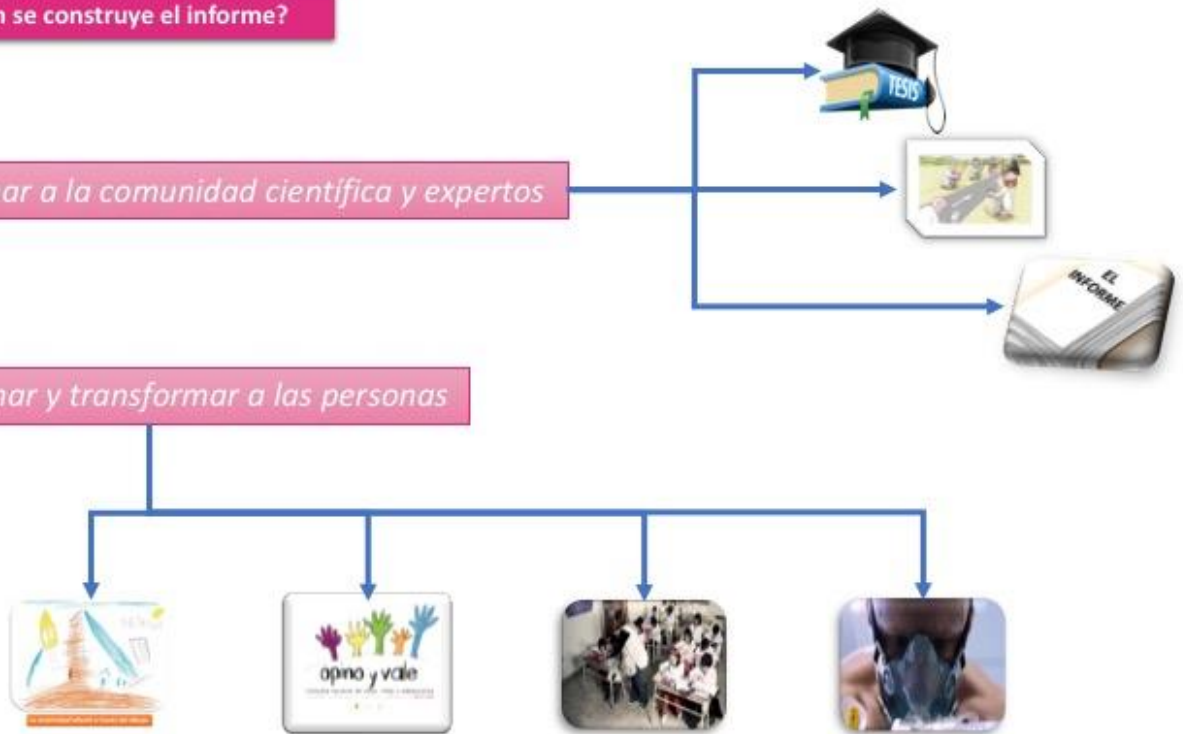 n se construye el informe?
TESIS
ar a la comunidad científica y expertos
EL
INFORME
nar y transformar a las personas
opino y vale